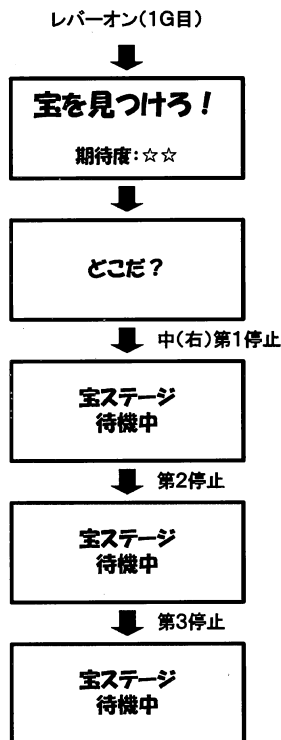 レバーオン(1G目)
宝を見つけろ!
期待度:☆☆
どこだ?
中(右)第1停止
宝ステージ
待機中
第2停止
宝ステージ
待機中
第3停止
宝ステージ
待機中